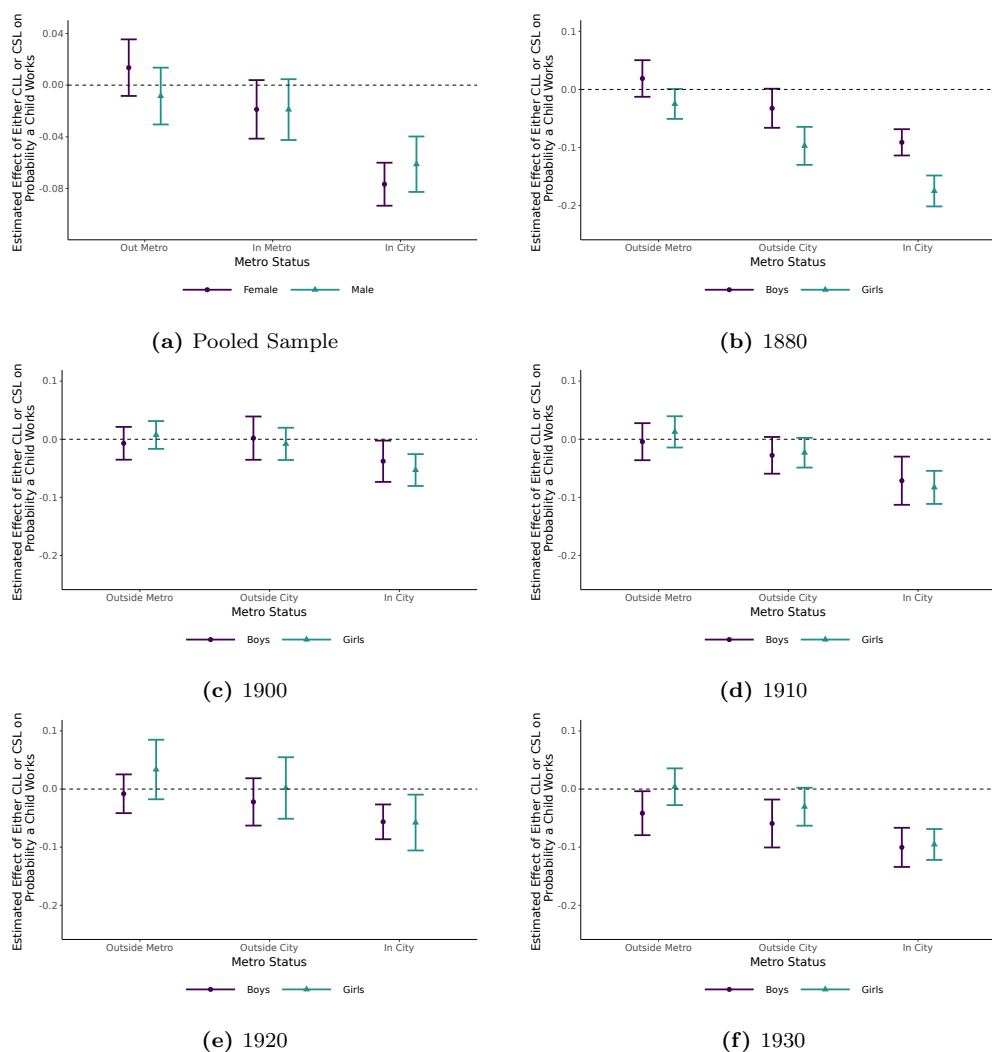 Estimated Effect of Either CLL or CSL on
Probability a Child Works
0.04
0.00
-0.04
-0.08
Out Metro
In Metro
In City
Metro Status
Female
Male
(a) Pooled Sample
Estimated Effect of Either CLL or CSL on
Probability a Child Works
0.1
0.0
-0.1
-0.2
Outside Metro
Outside City
In City
Metro Status
Boys
Girls
(b) 1880
Estimated Effect of Either CLL or CSL on
Probability a Child Works
0.1
0.0
-0.1
-0.2
Outside Metro
Outside City
In City
Metro Status
Boys
Girls
(c) 1900
Estimated Effect of Either CLL or CSL on
Probability a Child Works
0.1
0.0
-0.1
-0.2
Outside Metro
Outside City
In City
Metro Status
Boys
Girls
(d) 1910
Estimated Effect of Either CLL or CSL on
Probability a Child Works
0.1
0.0
-0.1
-0.2
Outside Metro
Outside City
In City
Metro Status
Boys
Girls
(e) 1920
Estimated Effect of Either CLL or CSL on
Probability a Child Works
0.1
0.0
-0.1
-0.2
Outside Metro
Outside City
In City
Metro Status
Boys
Girls
(f) 1930